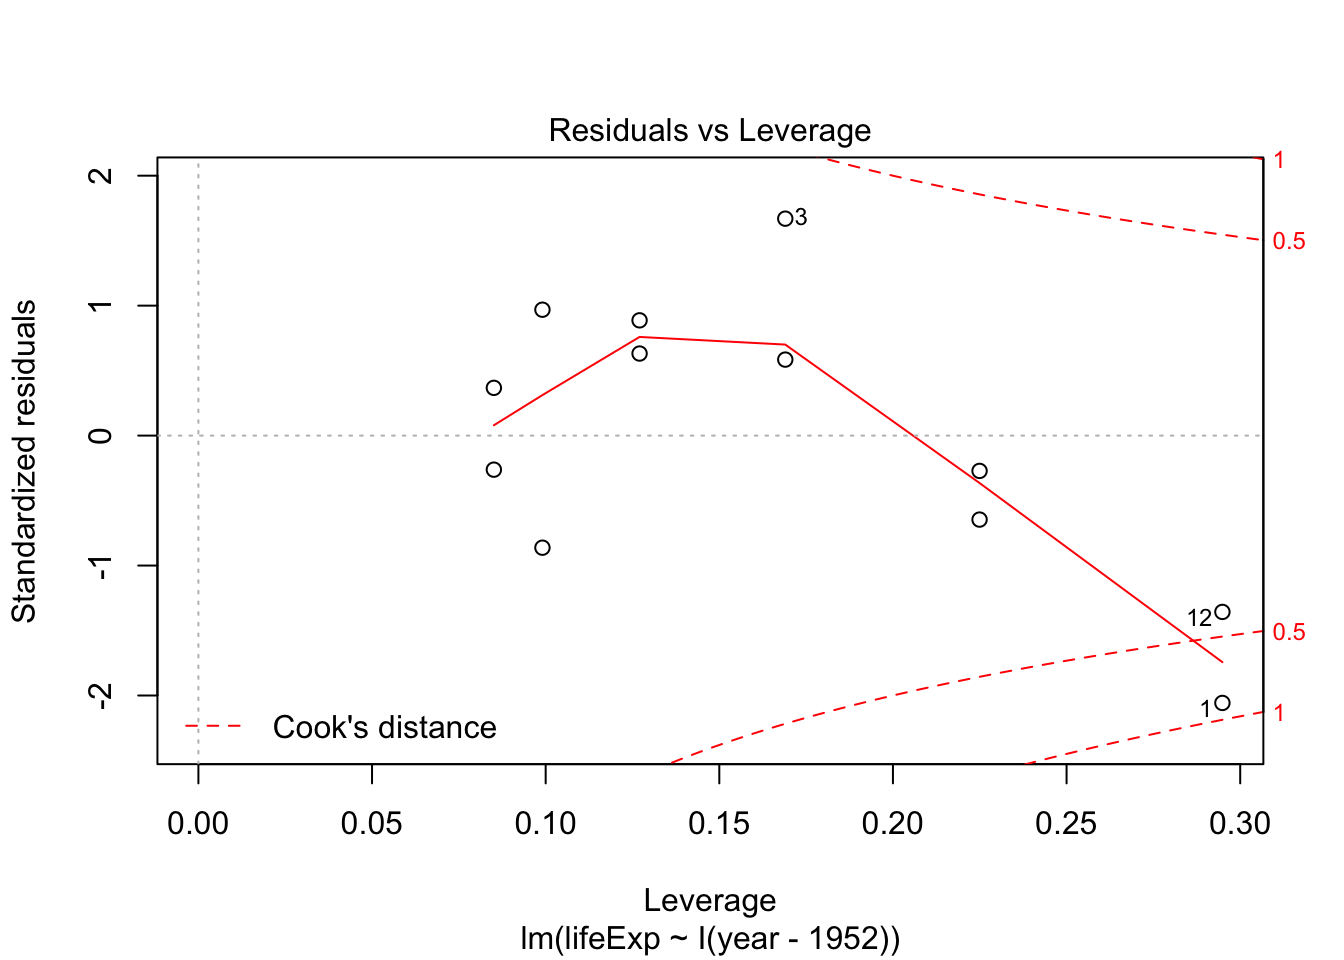 Residuals vs Leverage
Standardized residuals
2
1
0
-1
-2
3
12
1
1
0.5
0.5
1
Cook's distance
0.00 0.05 0.10 0.15 0.20 0.25 0.30
Leverage
lm(lifeExp ~ I(year - 1952))